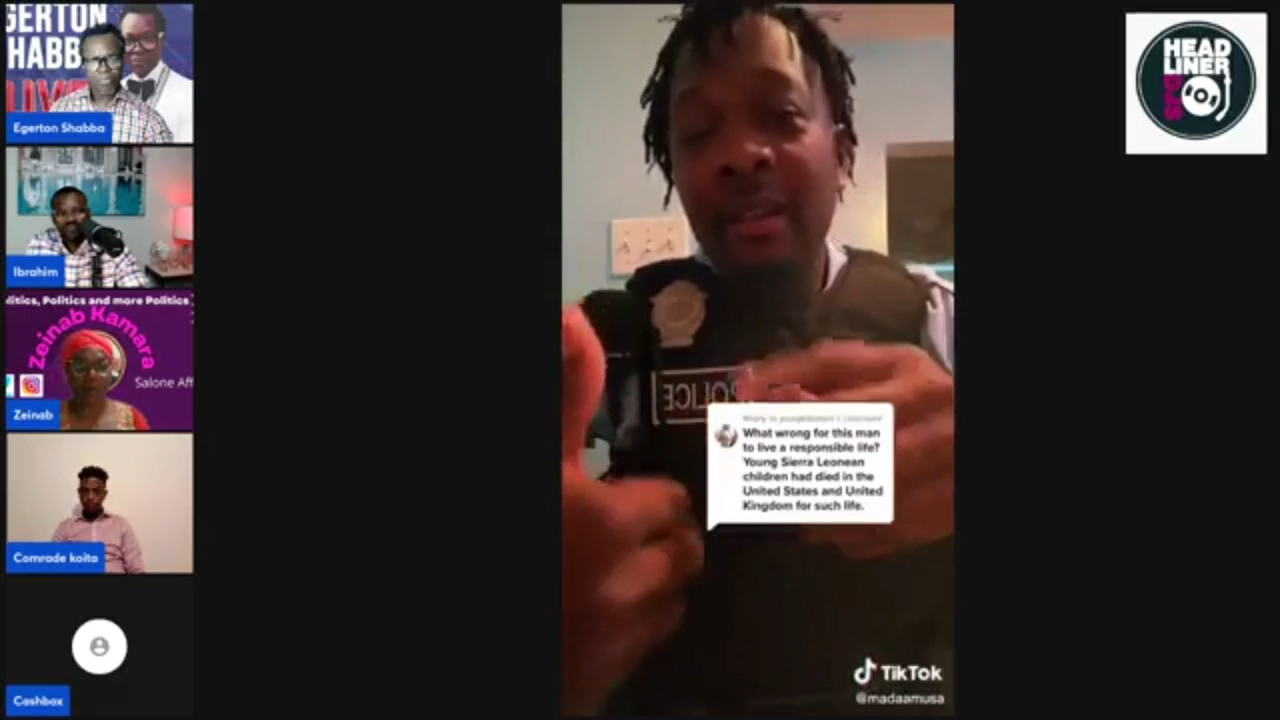 GERTON
HABB
LIVE
Egerton Shabba
Ibrahim
litics, Politics and more Politics
Zeinab Kamara
Salone Aff
Zeinab
Comrade koita
Cashbox
POLICE
What wrong for this man
to live a responsible life?
Young Sierra Leonean
children had died in the
United States and United
Kingdom for such life.
TikTok
@madaamusa
HEAD
LINER